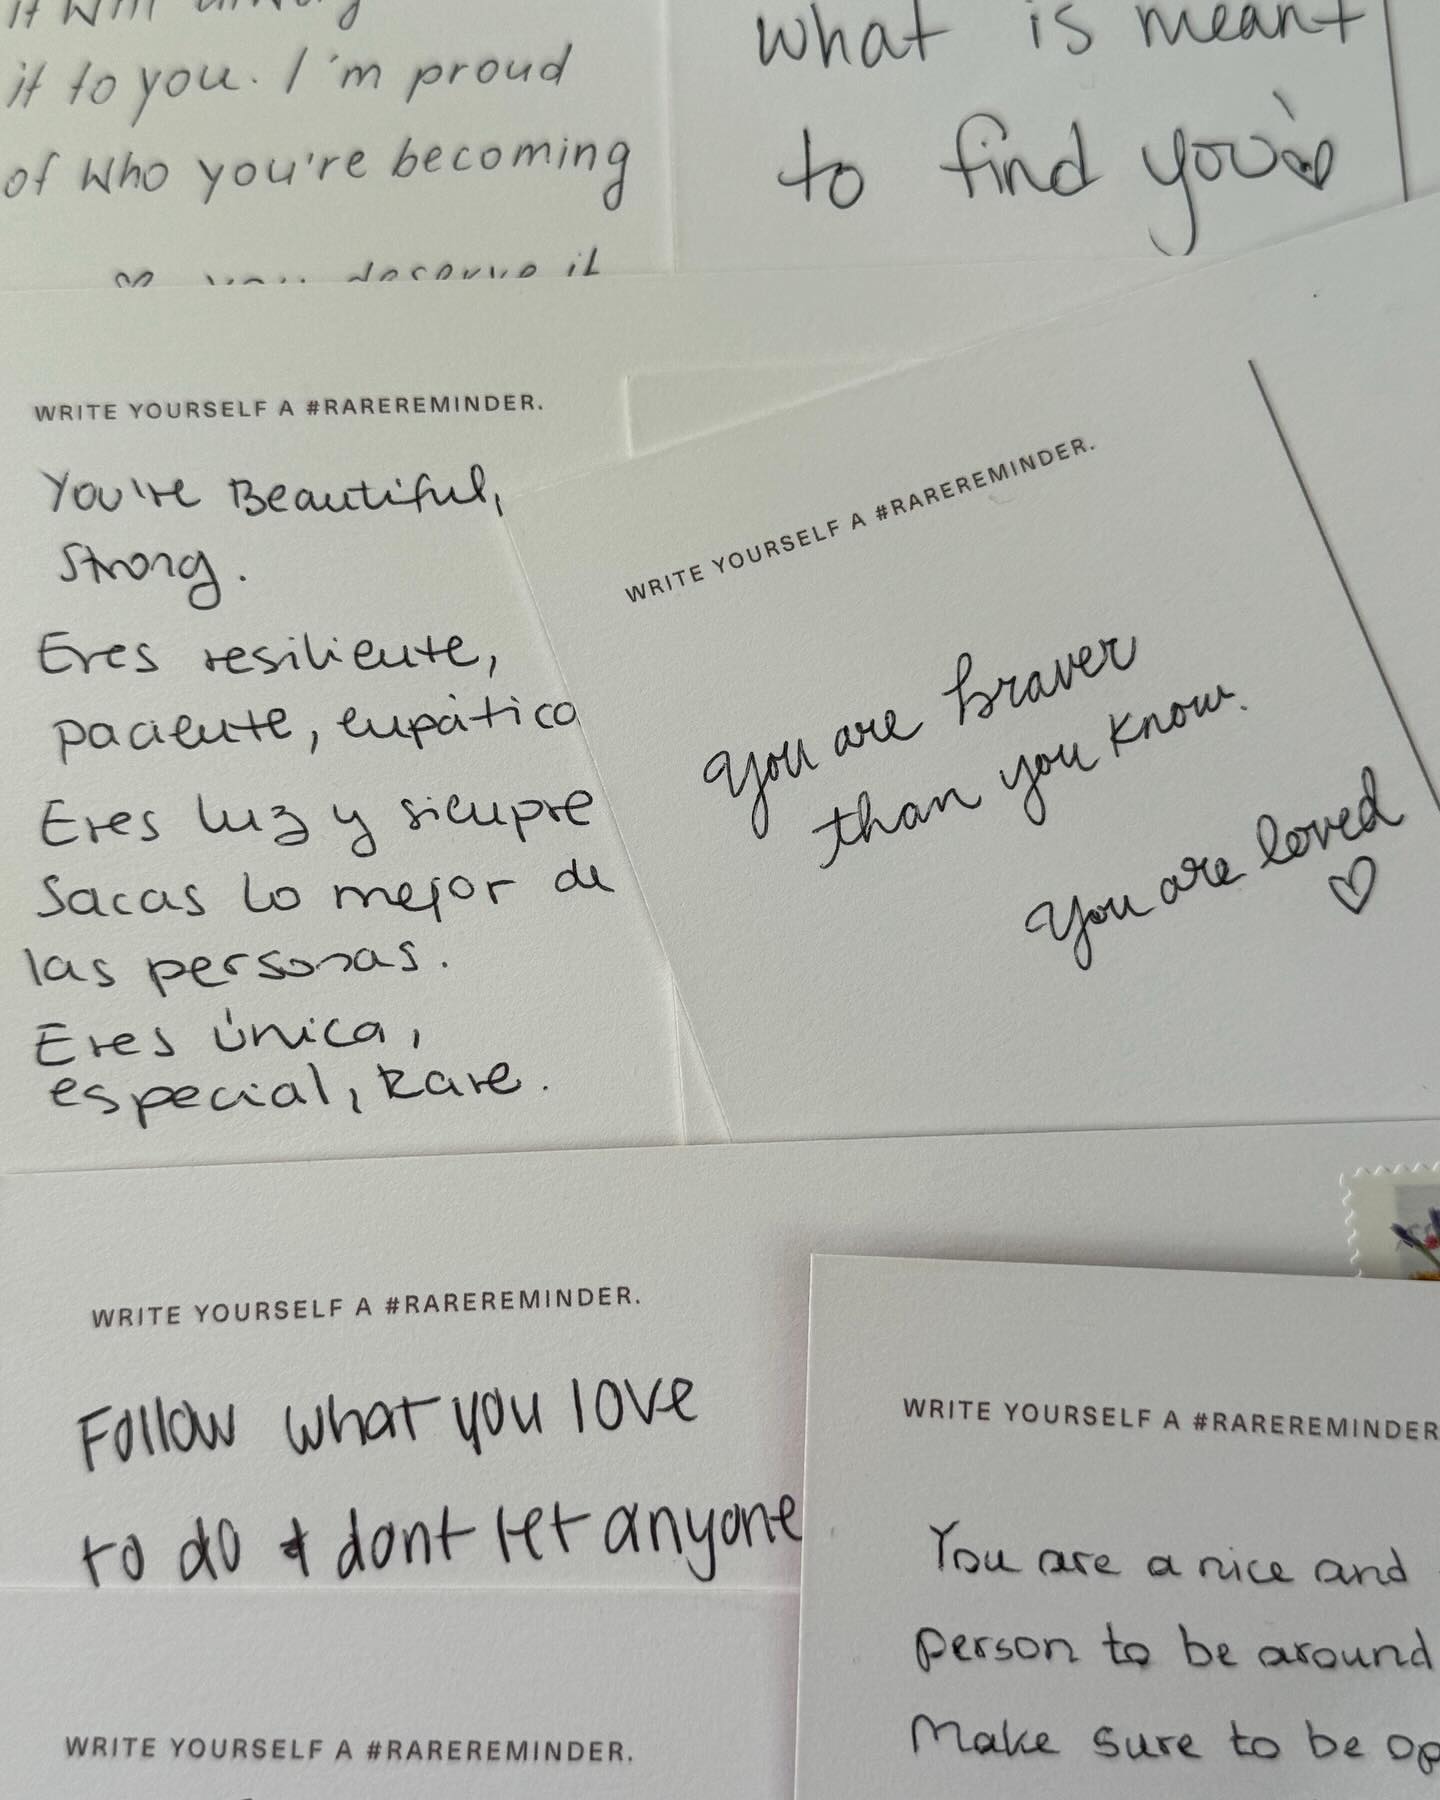 it to you. I'm proud
of who you're becoming
you deserve it
what is meant
to find you
WRITE YOURSELF A #RAREREMINDER.
You're Beautiful,
Strong.
Eres resiliente,
paciente, empático
Eres luz y siempre
Sacas lo mejor de
las personas.
Eres única,
especial, Rare.
WRITE YOURSELF A #RAREREMINDER.
You are braver
than you know.
You are loved
WRITE YOURSELF A #RAREREMINDER.
Follow what you love
to do & dont let anyone
WRITE YOURSELF A #RAREREMINDER
You are a nice and
person to be around
Make sure to be op
WRITE YOURSELF A #RAREREMINDER.